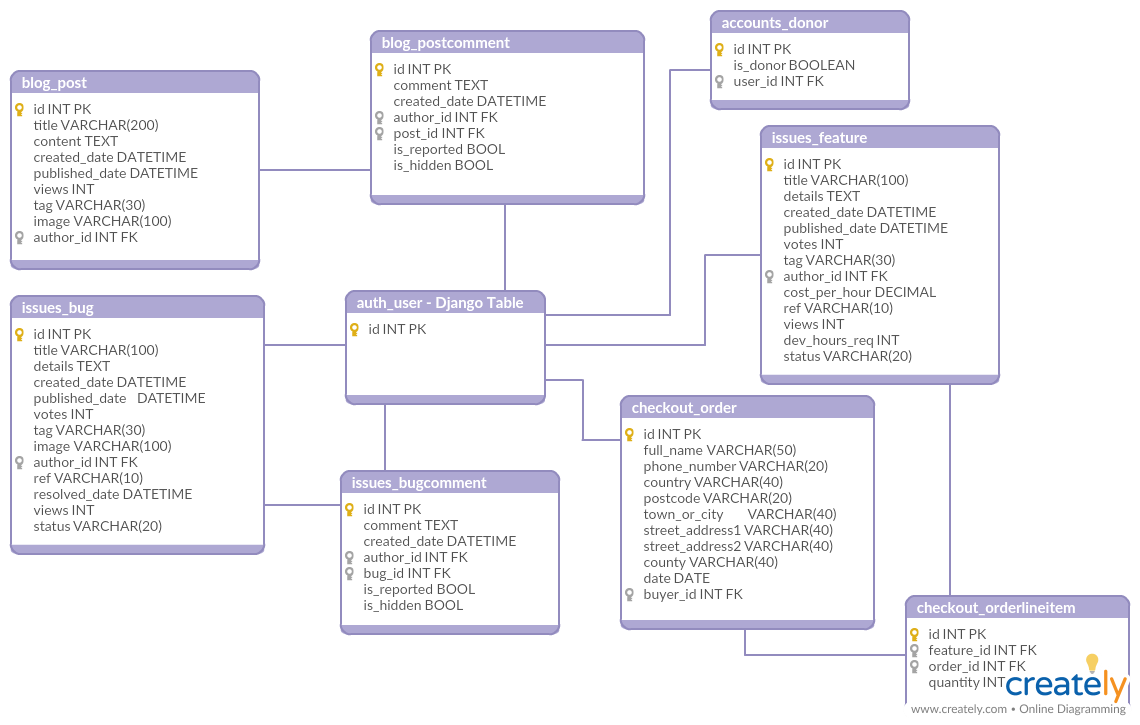 blog_post
id INT PK
title VARCHAR(200)
content TEXT
created_date DATETIME
published_date DATETIME
views INT
tag VARCHAR(30)
image VARCHAR(100)
author_id INT FK
blog_postcomment
id INT PK
comment TEXT
created_date DATETIME
author_id INT FK
post_id INT FK
is_reported BOOL
is_hidden BOOL
accounts_donor
id INT PK
is_donor BOOLEAN
user_id INT FK
issues_feature
id INT PK
title VARCHAR(100)
details TEXT
created_date DATETIME
published_date DATETIME
votes INT
tag VARCHAR(30)
author_id INT FK
cost_per_hour DECIMAL
ref VARCHAR(10)
views INT
dev_hours_req INT
status VARCHAR(20)
issues_bug
id INT PK
title VARCHAR(100)
details TEXT
created_date DATETIME
published_date DATETIME
votes INT
tag VARCHAR(30)
image VARCHAR(100)
author_id INT FK
ref VARCHAR(10)
resolved_date DATETIME
views INT
status VARCHAR(20)
auth_user - Django Table
id INT PK
issues_bugcomment
id INT PK
comment TEXT
created_date DATETIME
author_id INT FK
bug_id INT FK
is_reported BOOL
is_hidden BOOL
checkout_order
id INT PK
full_name VARCHAR(50)
phone_number VARCHAR(20)
country VARCHAR(40)
postcode VARCHAR(20)
town_or_city VARCHAR(40)
street_address1 VARCHAR(40)
street_address2 VARCHAR(40)
county VARCHAR(40)
date DATE
buyer_id INT FK
checkout_orderlineitem
id INT PK
feature_id INT FK
order_id INT FK
quantity INT
creately
www.creately.com • Online Diagramming